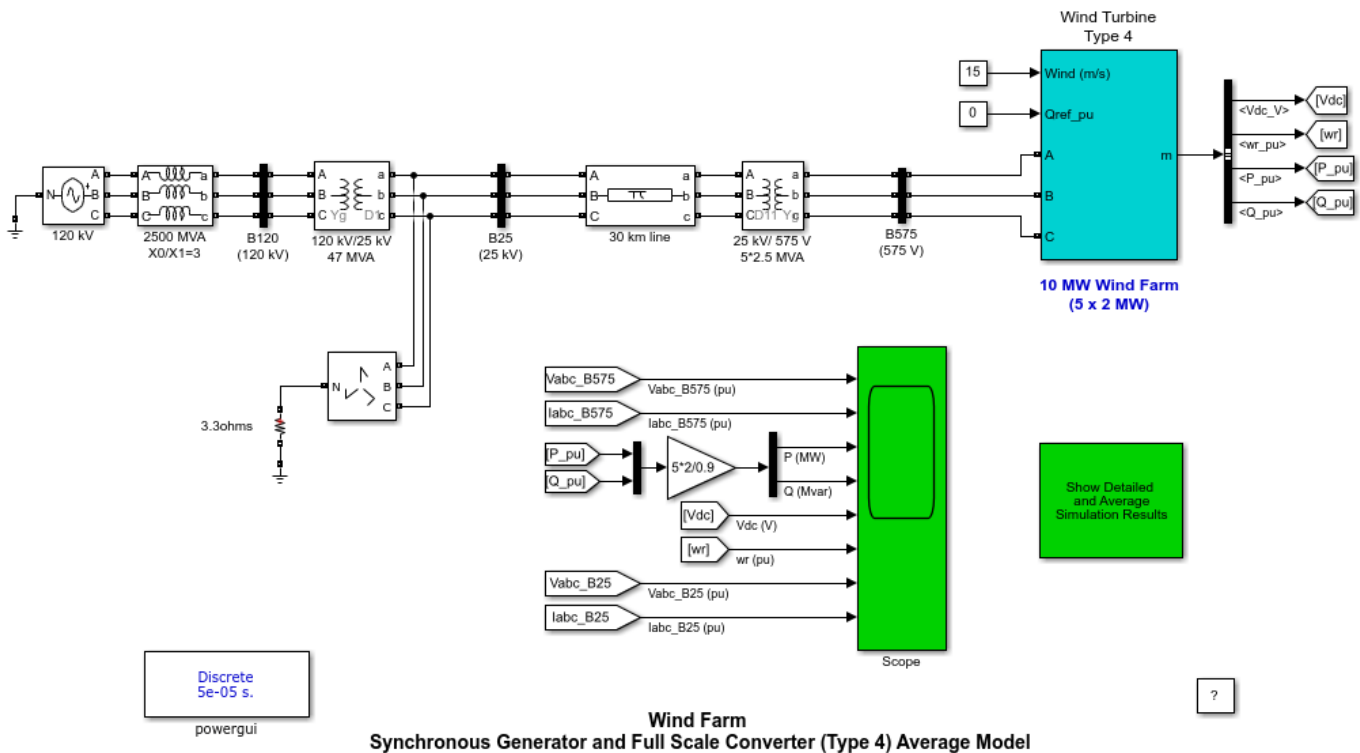 Wind Turbine
Type 4
15
Wind (m/s)
0
Qref_pu
A
B
C
m
<Vdc_V>
[Vdc]
<wr_pu>
[wr]
<P_pu>
[P_pu]
<Q_pu>
[Q_pu]
10 MW Wind Farm
(5 x 2 MW)
N
A
B
C
120 kV
A
B
C
a
b
c
2500 MVA
X0/X1=3
B120
(120 kV)
A
B
C
Yg
D1
a
b
c
120 kV/25 kV
47 MVA
B25
(25 kV)
A
B
C
a
b
c
30 km line
A
B
C
D11
Yg
a
b
c
25 kV/ 575 V
5*2.5 MVA
B575
(575 V)
N
A
B
C
3.3ohms
Vabc_B575
Vabc_B575 (pu)
Iabc_B575
Iabc_B575 (pu)
[P_pu]
[Q_pu]
5*2/0.9
P (MW)
Q (Mvar)
[Vdc]
Vdc (V)
[wr]
wr (pu)
Vabc_B25
Vabc_B25 (pu)
Iabc_B25
Iabc_B25 (pu)
Scope
Show Detailed
and Average
Simulation Results
Discrete
5e-05 s.
powergui
?
Wind Farm
Synchronous Generator and Full Scale Converter (Type 4) Average Model